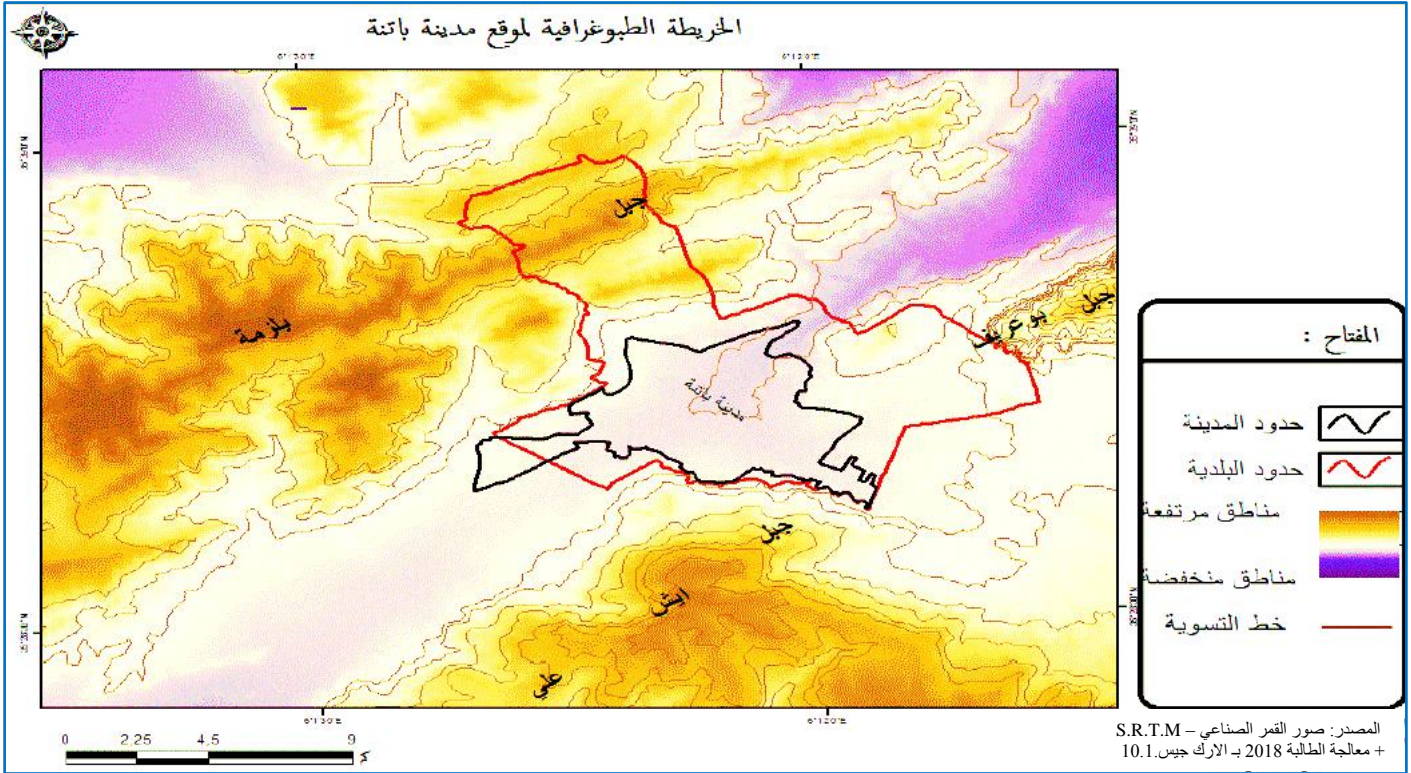 الخريطة الطبوغرافية لموقع مدينة باتنة
جبل
بلزمة
جبل
بوعريف
مدينة باتنة
جبل
ايش
علي
المفتاح :
حدود المدينة
حدود البلدية
مناطق مرتفعة
مناطق منخفضة
خط التسوية
0 2,25 4,5 9
المصدر: صور القمر الصناعي – S.R.T.M
+ معالجة الطالبة 2018 بـ الارك جيس.10.1